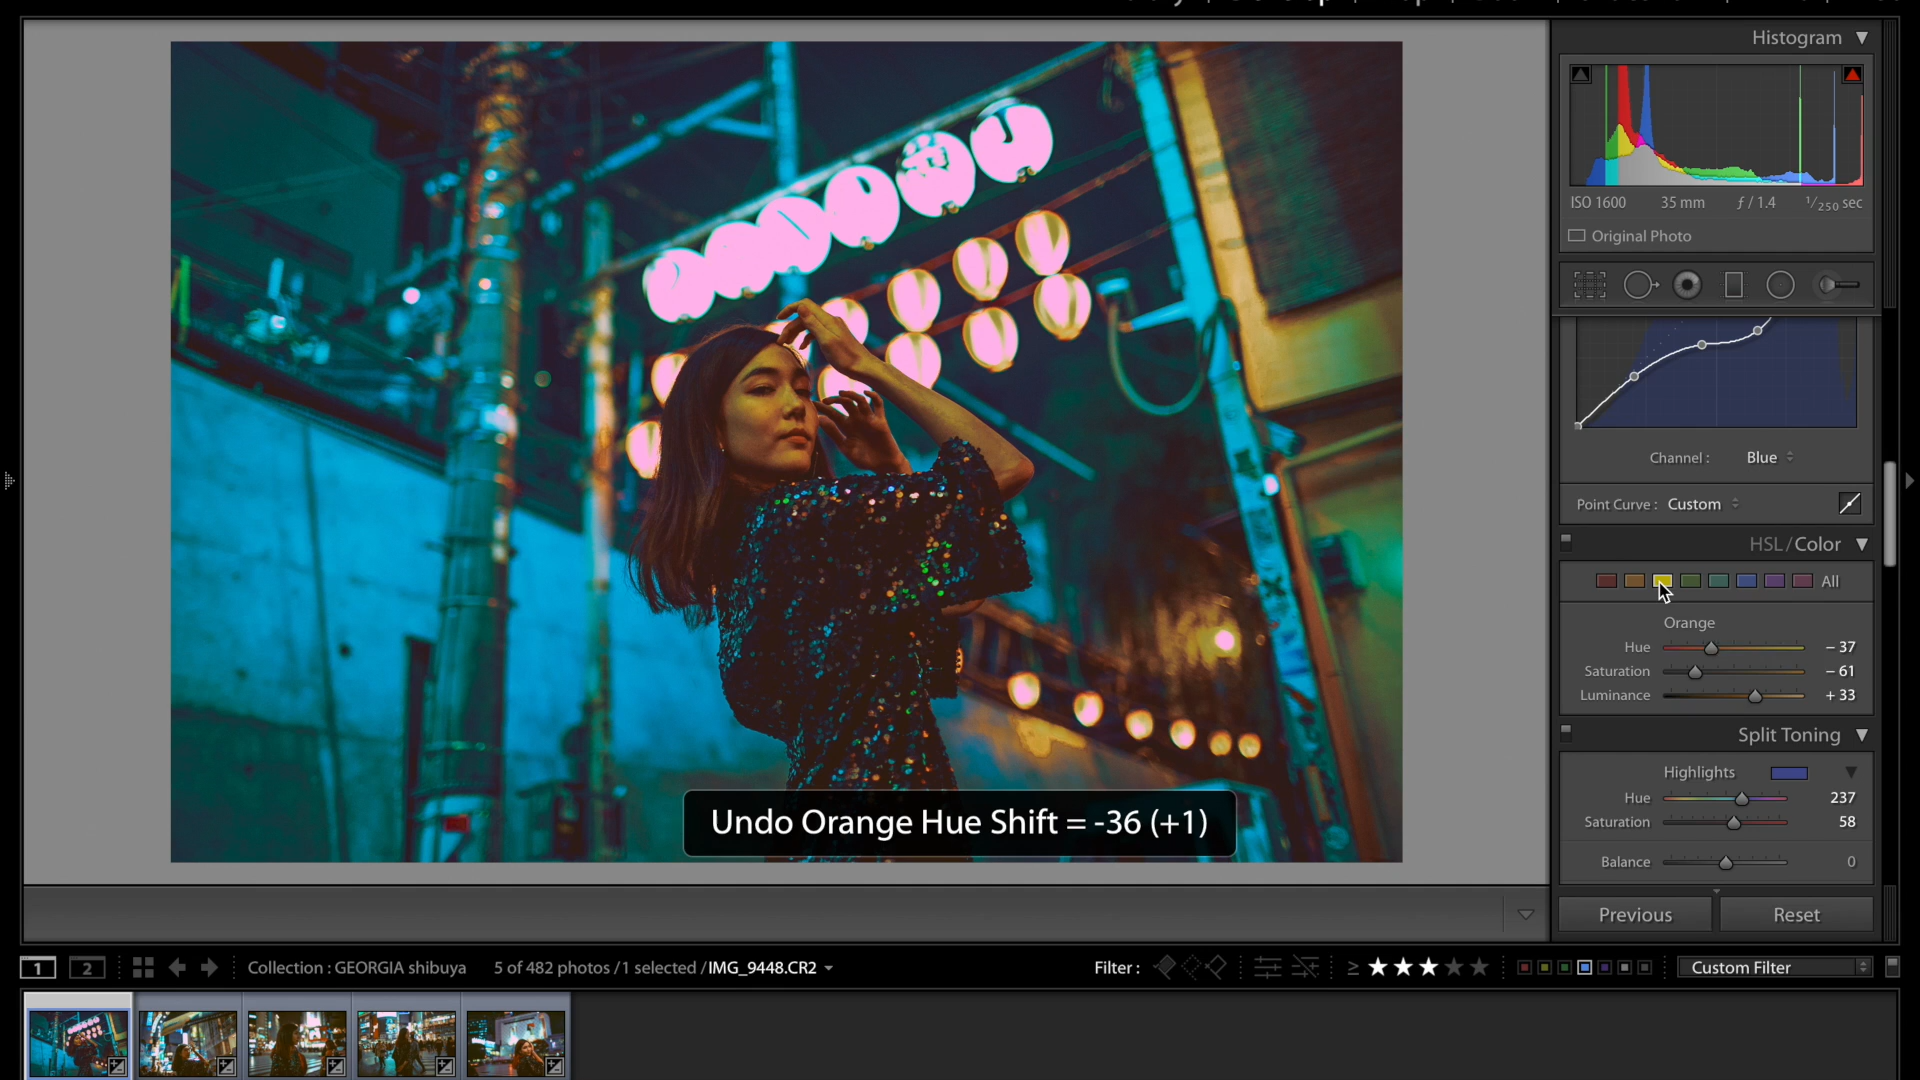 Histogram
ISO 1600 35 mm ƒ / 1.4 1/250 sec
Original Photo
Channel : Blue
Point Curve : Custom
HSL / Color
All
Orange
Hue – 37
Saturation – 61
Luminance + 33
Split Toning
Highlights
Hue 237
Saturation 58
Balance 0
Undo Orange Hue Shift = -36 (+1)
Previous Reset
1 2 Collection : GEORGIA shibuya 5 of 482 photos / 1 selected / IMG_9448.CR2 Filter : ≥ Custom Filter